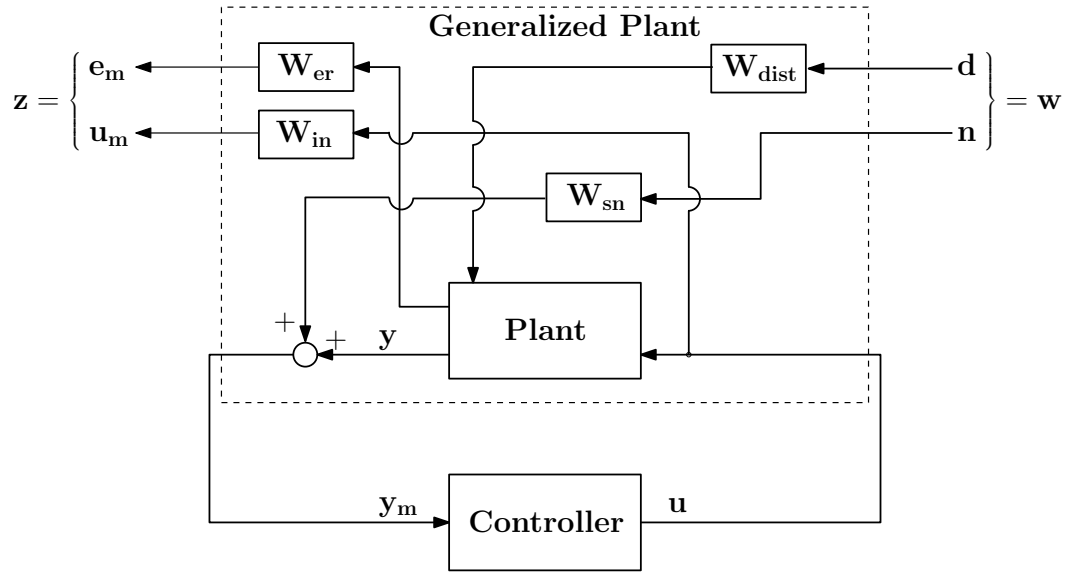 Generalized Plant
z = { e_m
u_m
W_er
W_in
W_dist
d } = w
n
W_sn
Plant
+
+
y
y_m
Controller
u